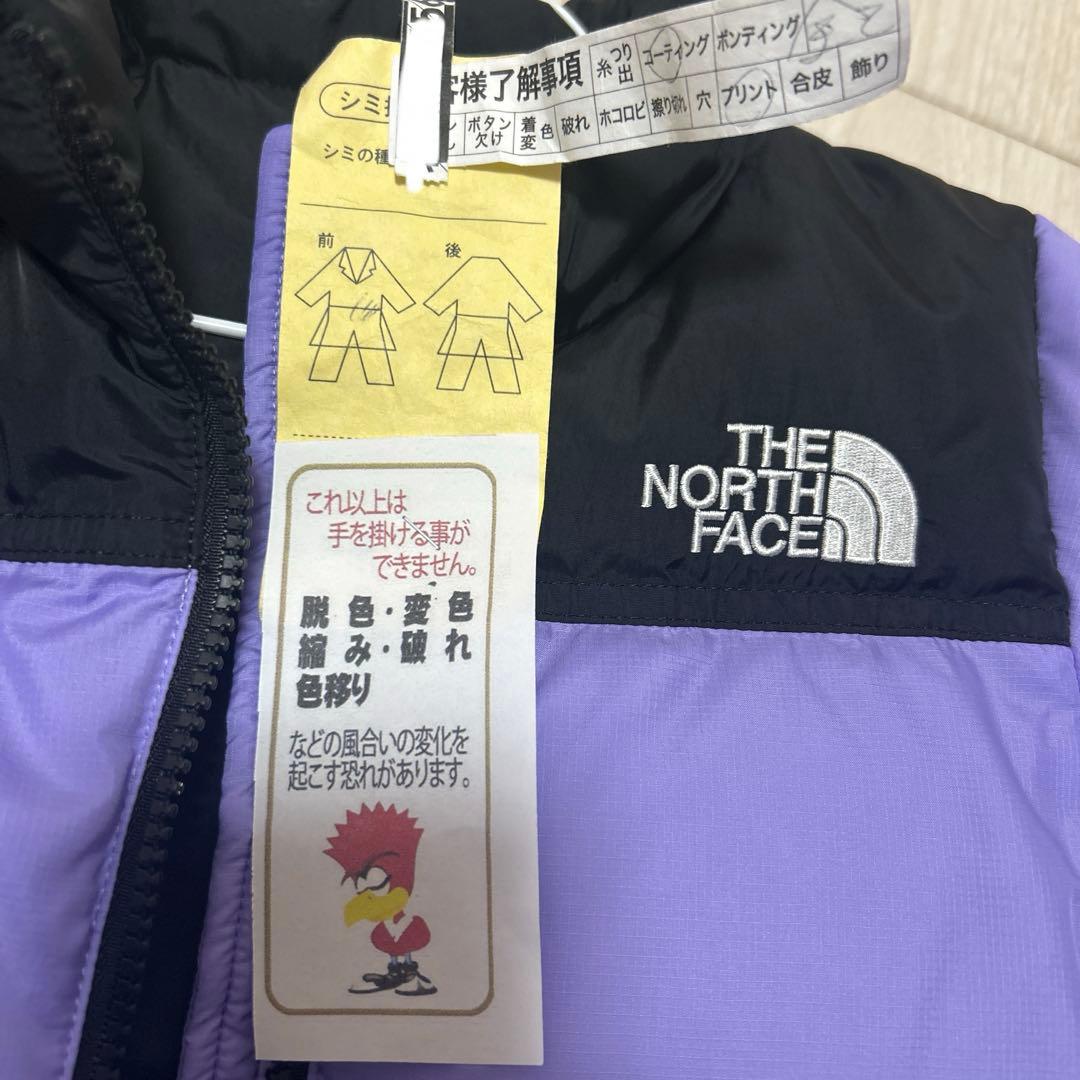 客様了解事項
糸つり出 コーティング ボンディング
ボタン欠け 着変色 破れ ホコロビ 擦り切れ 穴 プリント 合皮 飾り
シミ
シミの種
前
後
THE
NORTH
FACE
これ以上は
手を掛ける事が
できません。
脱色・変色
縮み・破れ
色移り
などの風合いの変化を
起こす恐れがあります。